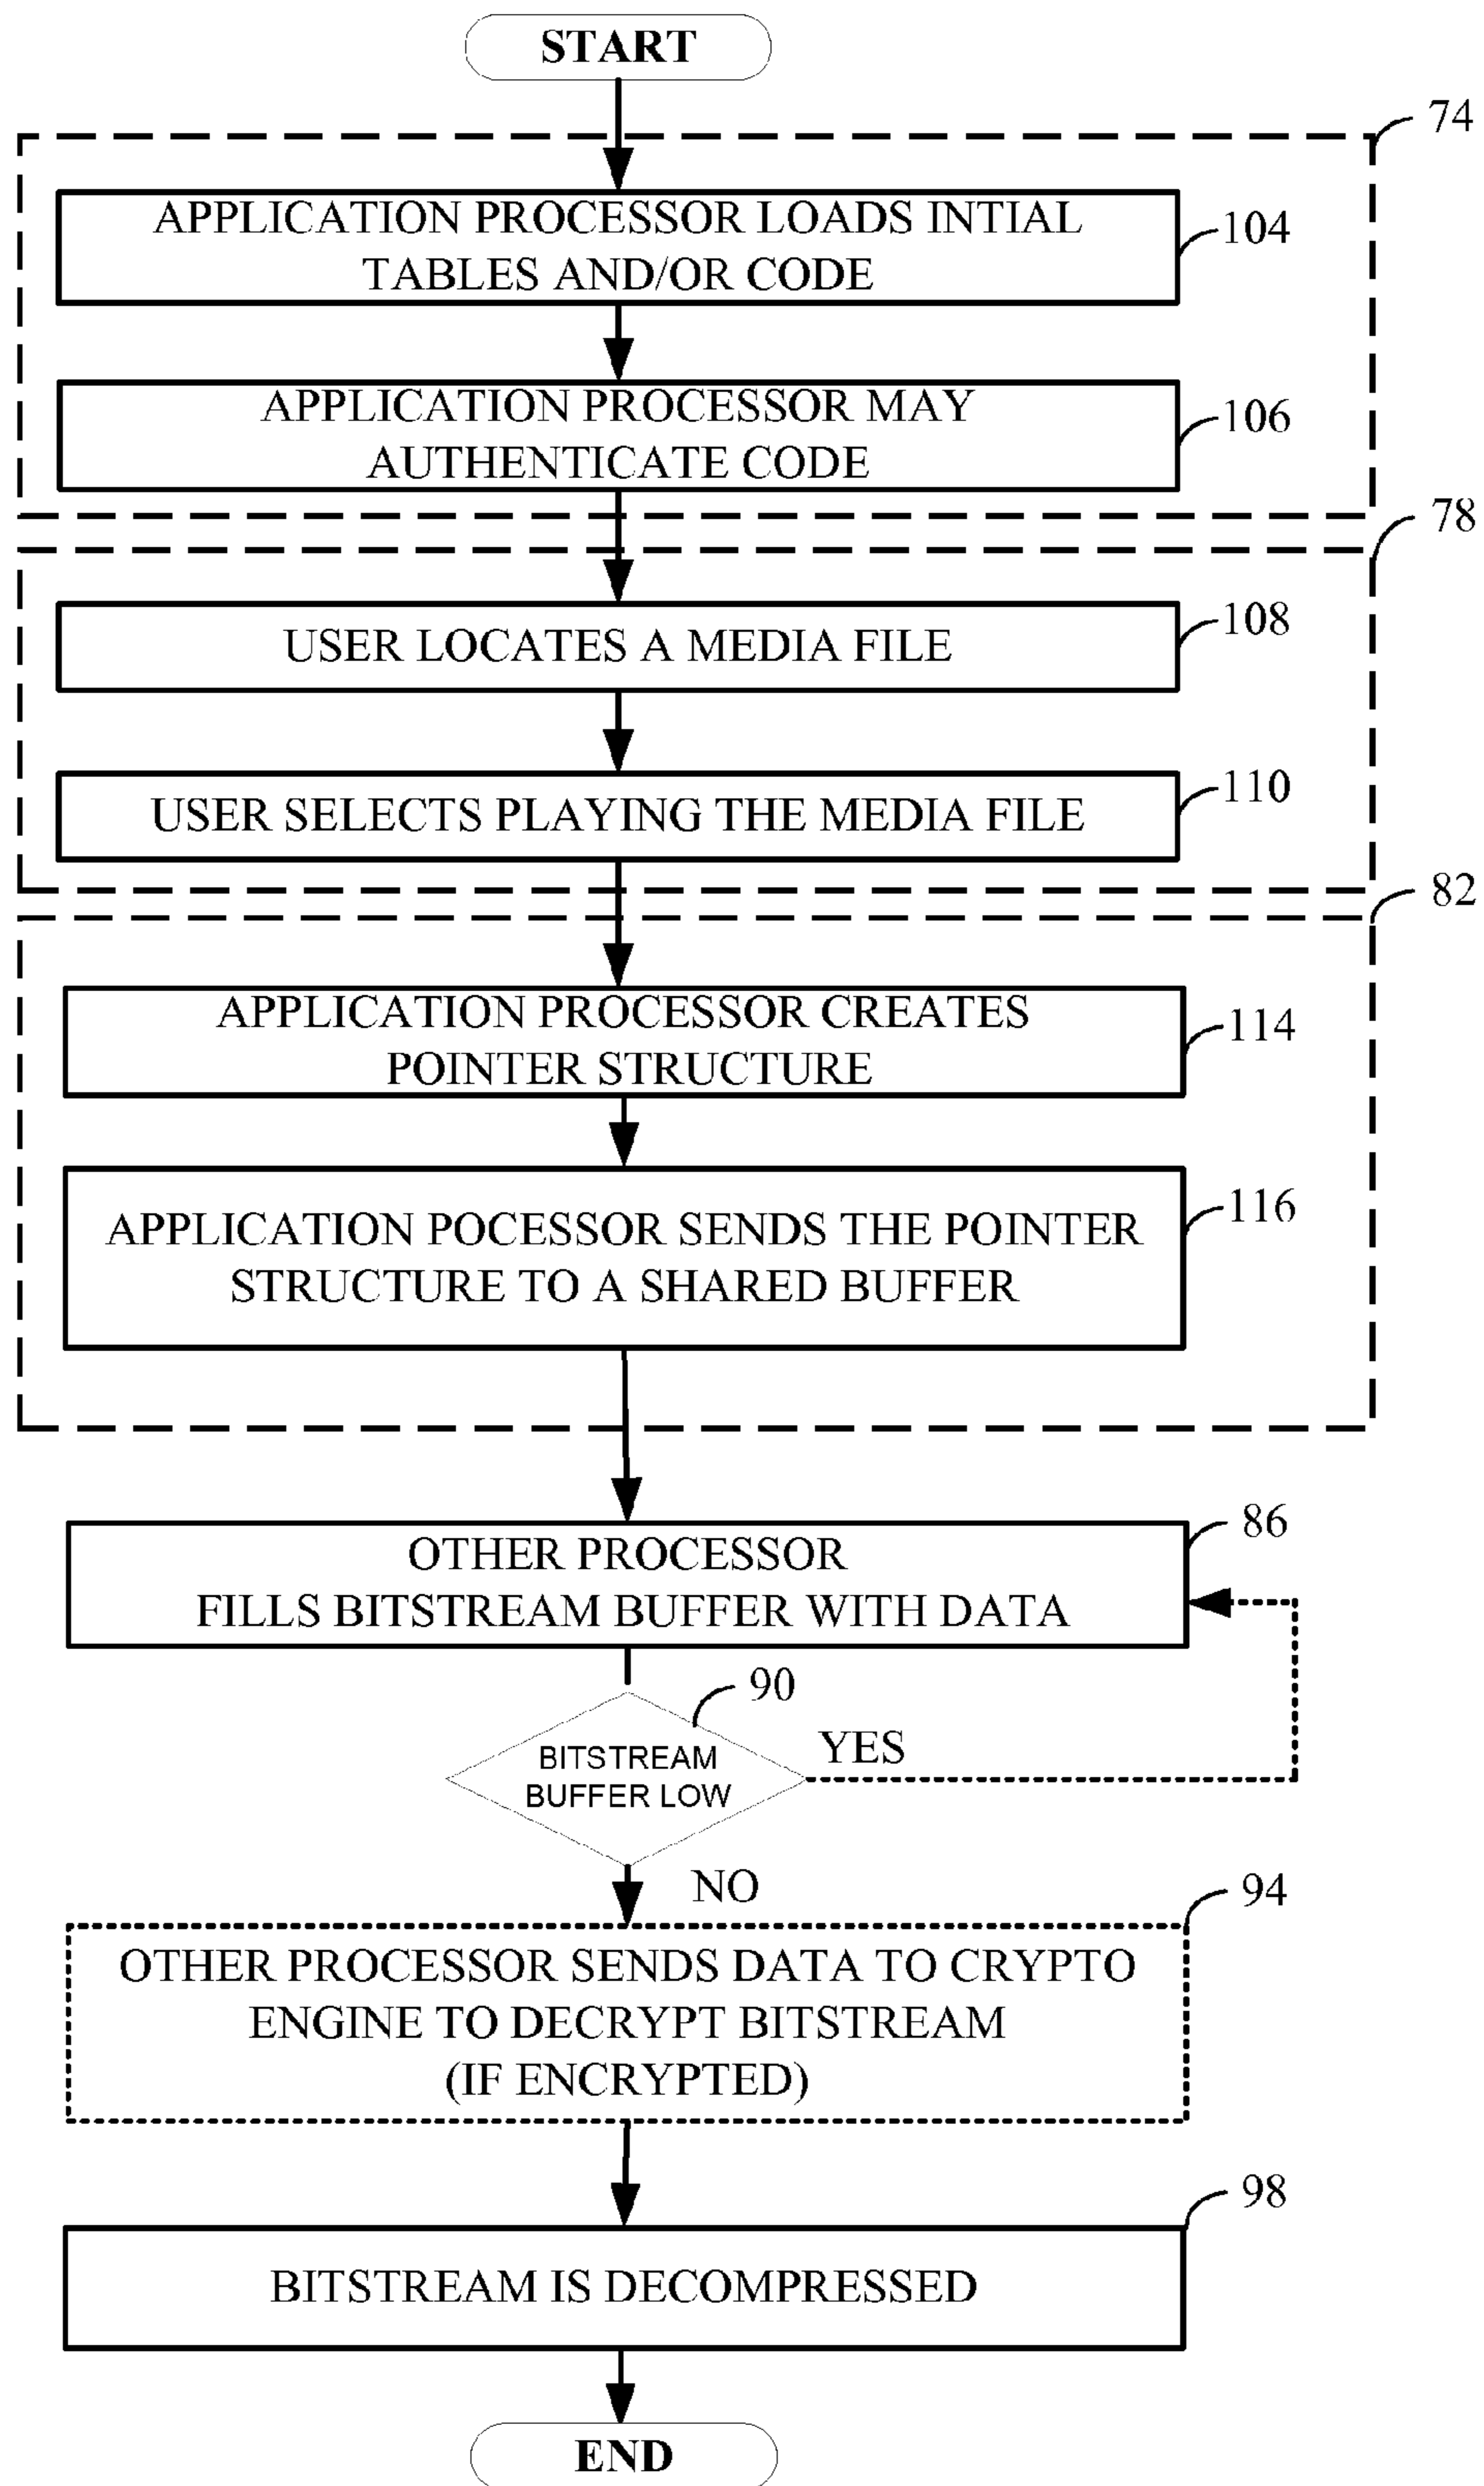 START
74
APPLICATION PROCESSOR LOADS INTIAL
TABLES AND/OR CODE
104
APPLICATION PROCESSOR MAY
AUTHENTICATE CODE
106
78
USER LOCATES A MEDIA FILE
108
USER SELECTS PLAYING THE MEDIA FILE
110
82
APPLICATION PROCESSOR CREATES
POINTER STRUCTURE
114
APPLICATION POCESSOR SENDS THE POINTER
STRUCTURE TO A SHARED BUFFER
116
OTHER PROCESSOR
FILLS BITSTREAM BUFFER WITH DATA
86
90
BITSTREAM
BUFFER LOW
YES
NO
94
OTHER PROCESSOR SENDS DATA TO CRYPTO
ENGINE TO DECRYPT BITSTREAM
(IF ENCRYPTED)
98
BITSTREAM IS DECOMPRESSED
END